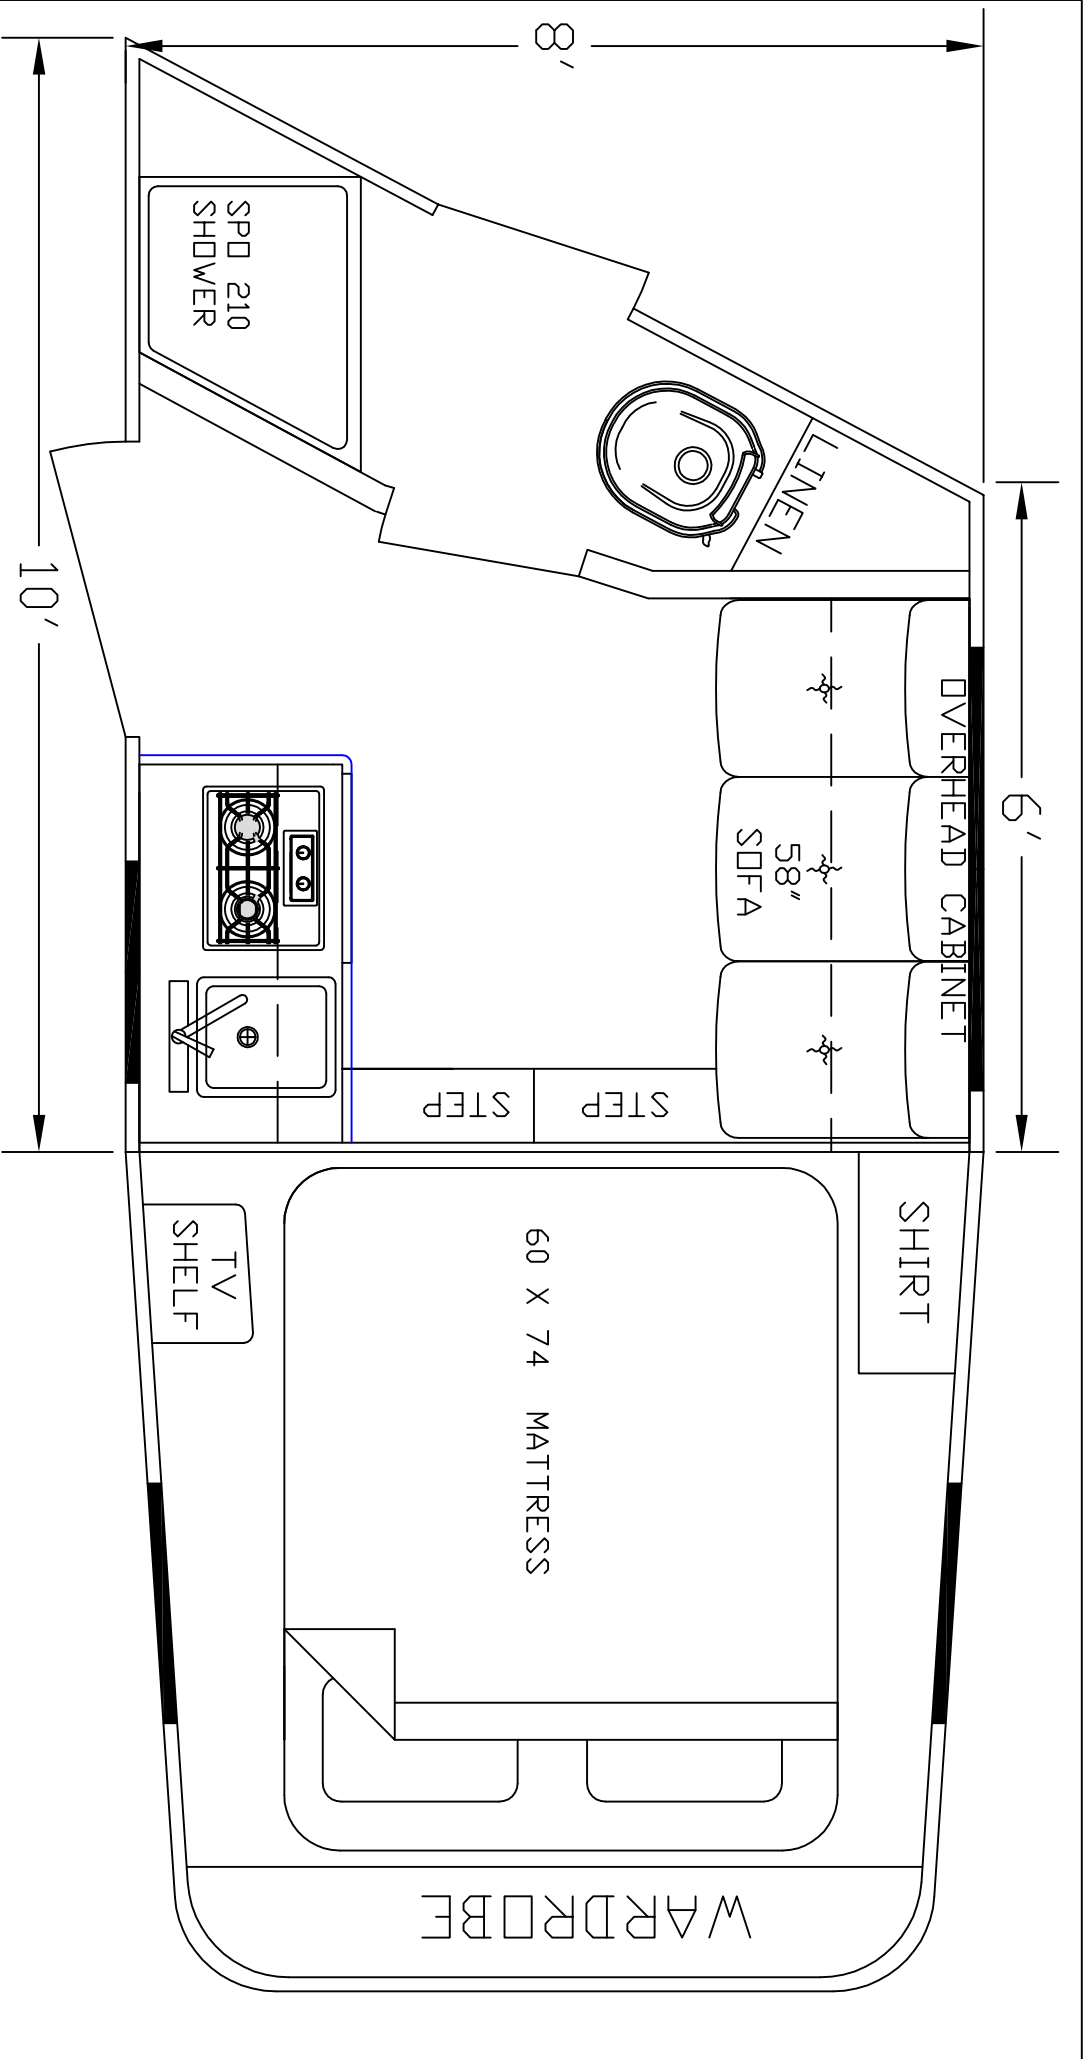 8'
10'
6'
SPD 210
SHOWER
LINEN
OVERHEAD CABINET
58"
SOFA
STEP
STEP
TV
SHELF
60 X 74 MATTRESS
SHIRT
WARDROBE